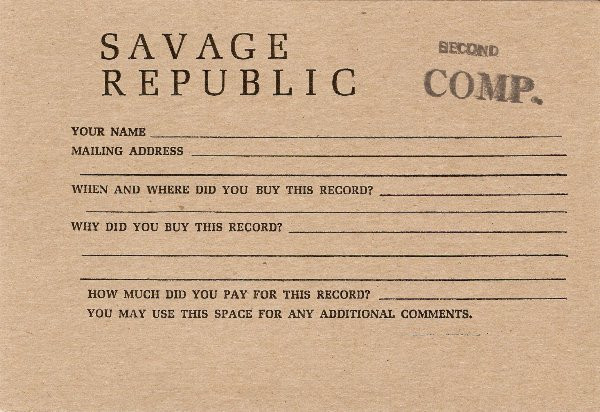 SAVAGE
REPUBLIC
SECOND
COMP.
YOUR NAME
MAILING ADDRESS
WHEN AND WHERE DID YOU BUY THIS RECORD?
WHY DID YOU BUY THIS RECORD?
HOW MUCH DID YOU PAY FOR THIS RECORD?
YOU MAY USE THIS SPACE FOR ANY ADDITIONAL COMMENTS.